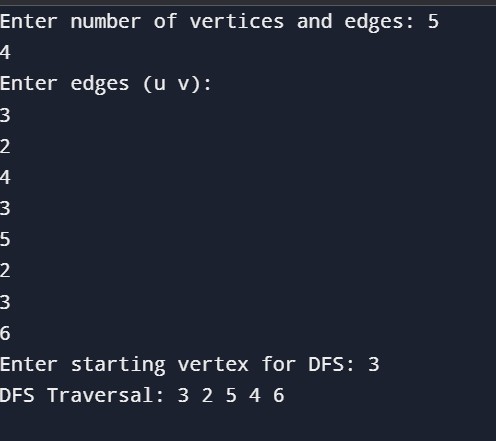 Enter number of vertices and edges: 5
4
Enter edges (u v):
3
2
4
3
5
2
3
6
Enter starting vertex for DFS: 3
DFS Traversal: 3 2 5 4 6